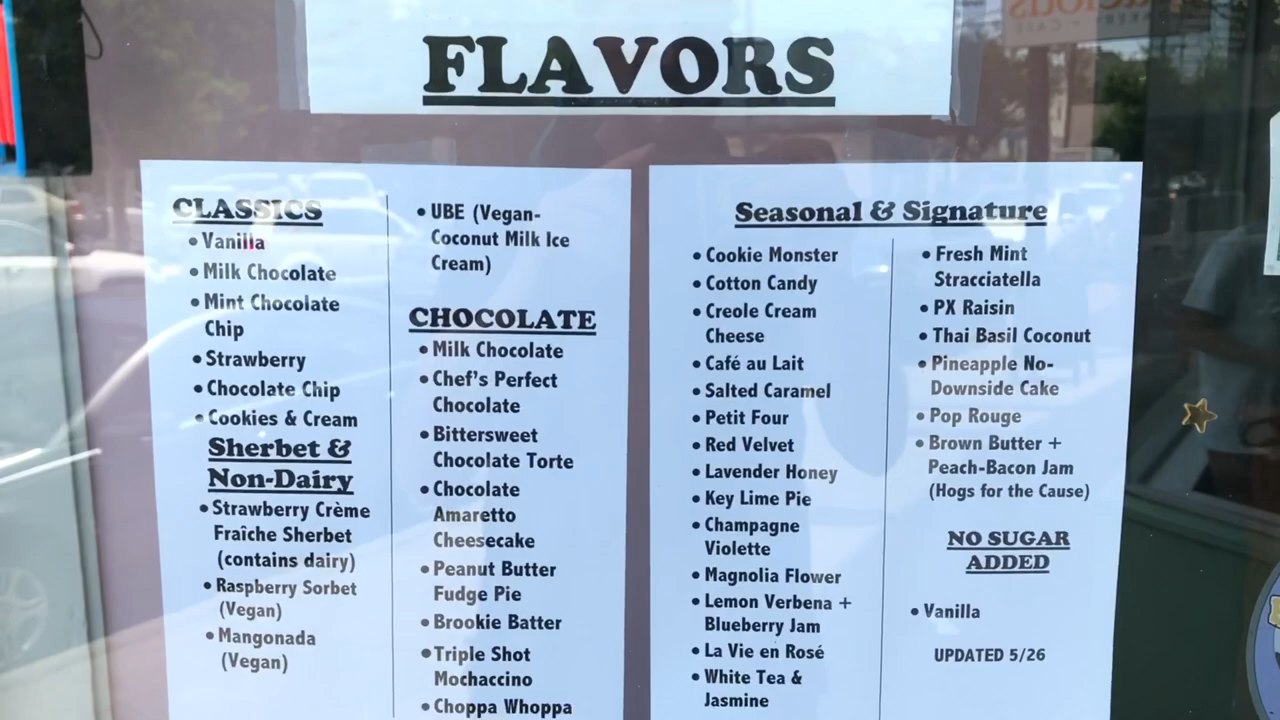 FLAVORS
CLASSICS
• Vanilla
• Milk Chocolate
• Mint Chocolate
Chip
• Strawberry
• Chocolate Chip
• Cookies & Cream
Sherbet &
Non-Dairy
• Strawberry Crème
Fraîche Sherbet
(contains dairy)
• Raspberry Sorbet
(Vegan)
• Mangonada
(Vegan)
• UBE (Vegan-
Coconut Milk Ice
Cream)
CHOCOLATE
• Milk Chocolate
• Chef's Perfect
Chocolate
• Bittersweet
Chocolate Torte
• Chocolate
Amaretto
Cheesecake
• Peanut Butter
Fudge Pie
• Brookie Batter
• Triple Shot
Mochaccino
• Choppa Whoppa
Seasonal & Signature
• Cookie Monster
• Cotton Candy
• Creole Cream
Cheese
• Café au Lait
• Salted Caramel
• Petit Four
• Red Velvet
• Lavender Honey
• Key Lime Pie
• Champagne
Violette
• Magnolia Flower
• Lemon Verbena +
Blueberry Jam
• La Vie en Rosé
• White Tea &
Jasmine
• Fresh Mint
Stracciatella
• PX Raisin
• Thai Basil Coconut
• Pineapple No-
Downside Cake
• Pop Rouge
• Brown Butter +
Peach-Bacon Jam
(Hogs for the Cause)
NO SUGAR
ADDED
• Vanilla
UPDATED 5/26